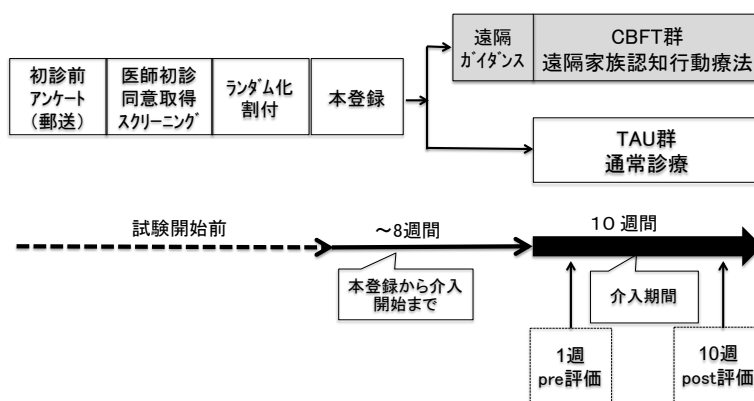 遠隔
ガイダンス
CBFT群
遠隔家族認知行動療法
初診前
アンケート
（郵送）
医師初診
同意取得
スクリーニング
ランダム化
割付
本登録
TAU群
通常診療
試験開始前
～8週間
10 週間
本登録から介入
開始まで
介入期間
1週
pre評価
10週
post評価